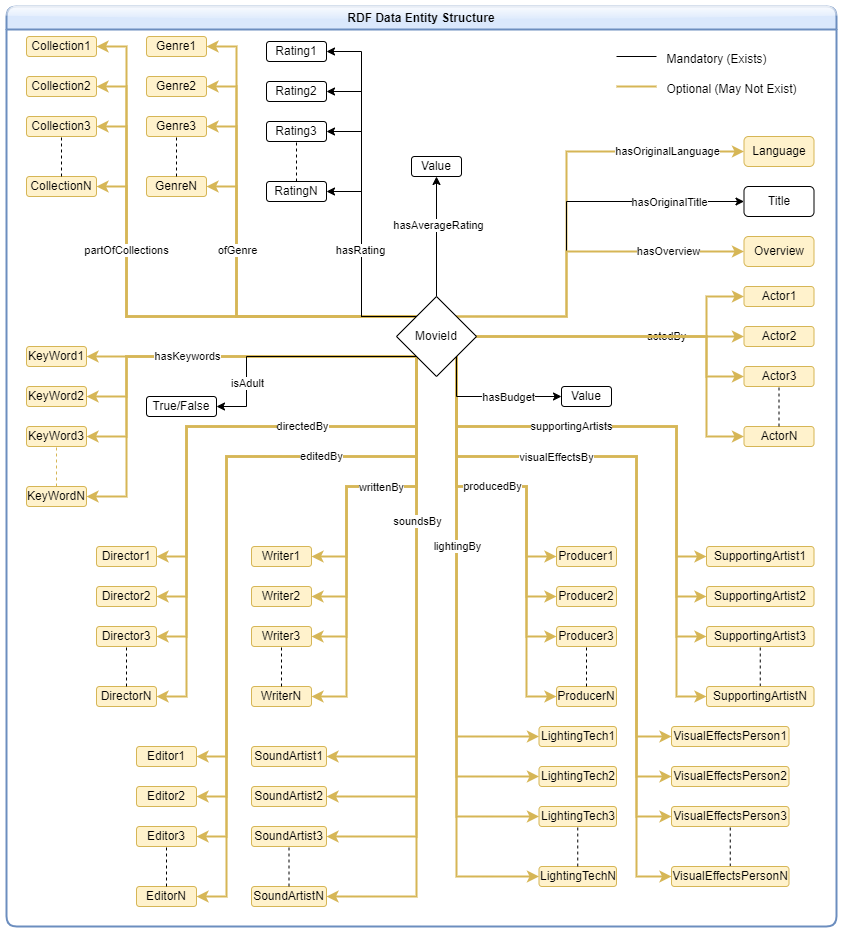 RDF Data Entity Structure
Collection1
Genre1
Rating1
Mandatory (Exists)
Collection2
Genre2
Rating2
Optional (May Not Exist)
Collection3
Genre3
Rating3
hasOriginalLanguage
Language
Value
CollectionN
GenreN
RatingN
hasOriginalTitle
Title
hasAverageRating
partOfCollections
ofGenre
hasRating
hasOverview
Overview
Actor1
MovieId
actedBy
Actor2
KeyWord1
hasKeywords
isAdult
Actor3
KeyWord2
True/False
hasBudget
Value
KeyWord3
directedBy
supportingArtists
ActorN
editedBy
visualEffectsBy
KeyWordN
writtenBy
producedBy
soundsBy
lightingBy
Director1
Writer1
Producer1
SupportingArtist1
Director2
Writer2
Producer2
SupportingArtist2
Director3
Writer3
Producer3
SupportingArtist3
DirectorN
WriterN
ProducerN
SupportingArtistN
LightingTech1
VisualEffectsPerson1
Editor1
SoundArtist1
LightingTech2
VisualEffectsPerson2
Editor2
SoundArtist2
LightingTech3
VisualEffectsPerson3
Editor3
SoundArtist3
LightingTechN
VisualEffectsPersonN
EditorN
SoundArtistN